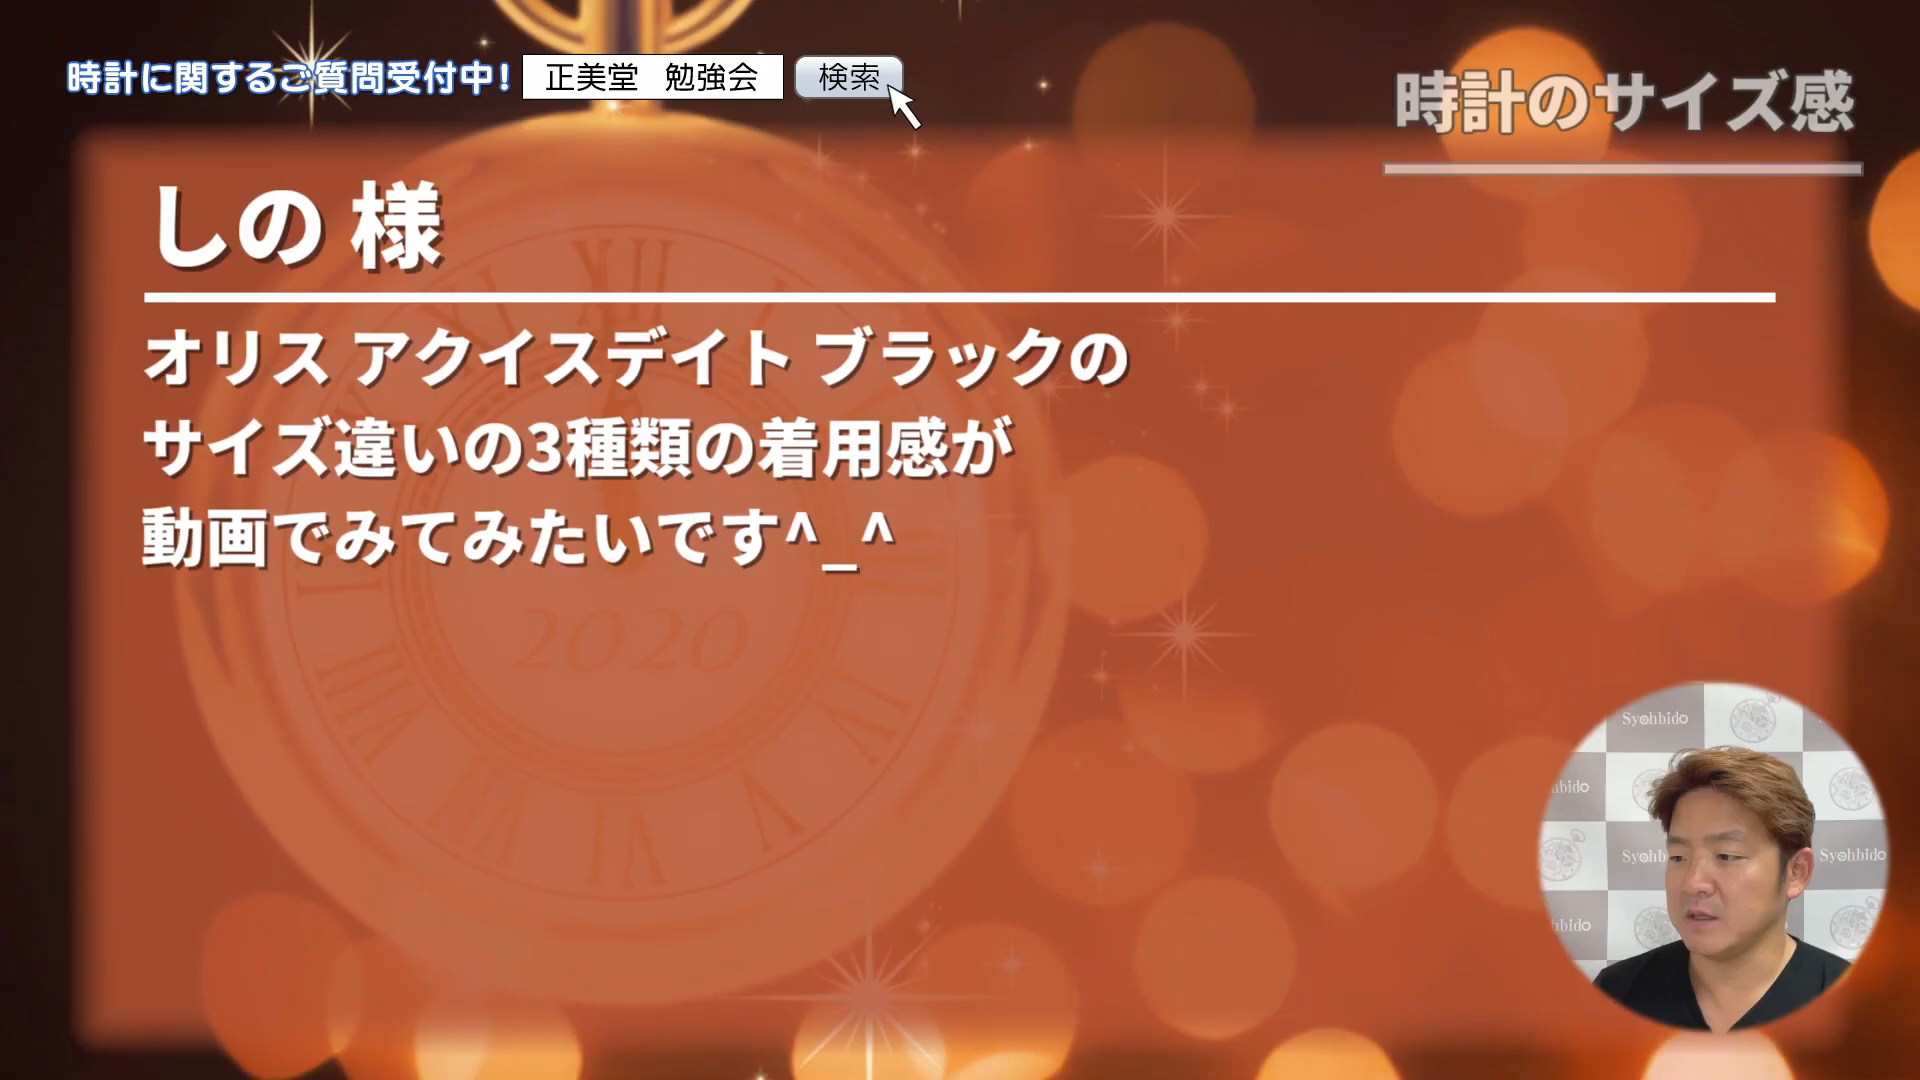 時計に関するご質問受付中！ 正美堂　勉強会 検索
時計のサイズ感
しの 様
オリス アクイスデイト ブラックの
サイズ違いの3種類の着用感が
動画でみてみたいです^_^
2020
Syohbido
Syohbido